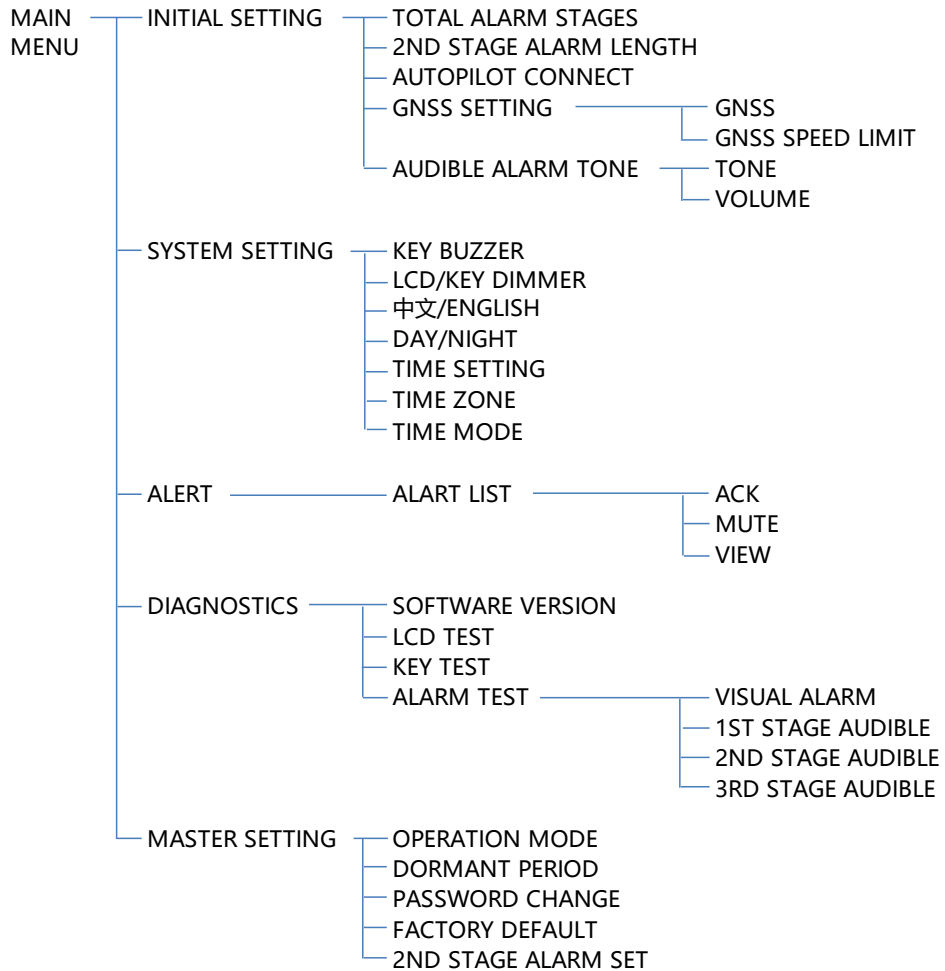 MAIN MENU
INITIAL SETTING
TOTAL ALARM STAGES
2ND STAGE ALARM LENGTH
AUTOPILOT CONNECT
GNSS SETTING
GNSS
GNSS SPEED LIMIT
AUDIBLE ALARM TONE
TONE
VOLUME
SYSTEM SETTING
KEY BUZZER
LCD/KEY DIMMER
中文/ENGLISH
DAY/NIGHT
TIME SETTING
TIME ZONE
TIME MODE
ALERT
ALART LIST
ACK
MUTE
VIEW
DIAGNOSTICS
SOFTWARE VERSION
LCD TEST
KEY TEST
ALARM TEST
VISUAL ALARM
1ST STAGE AUDIBLE
2ND STAGE AUDIBLE
3RD STAGE AUDIBLE
MASTER SETTING
OPERATION MODE
DORMANT PERIOD
PASSWORD CHANGE
FACTORY DEFAULT
2ND STAGE ALARM SET